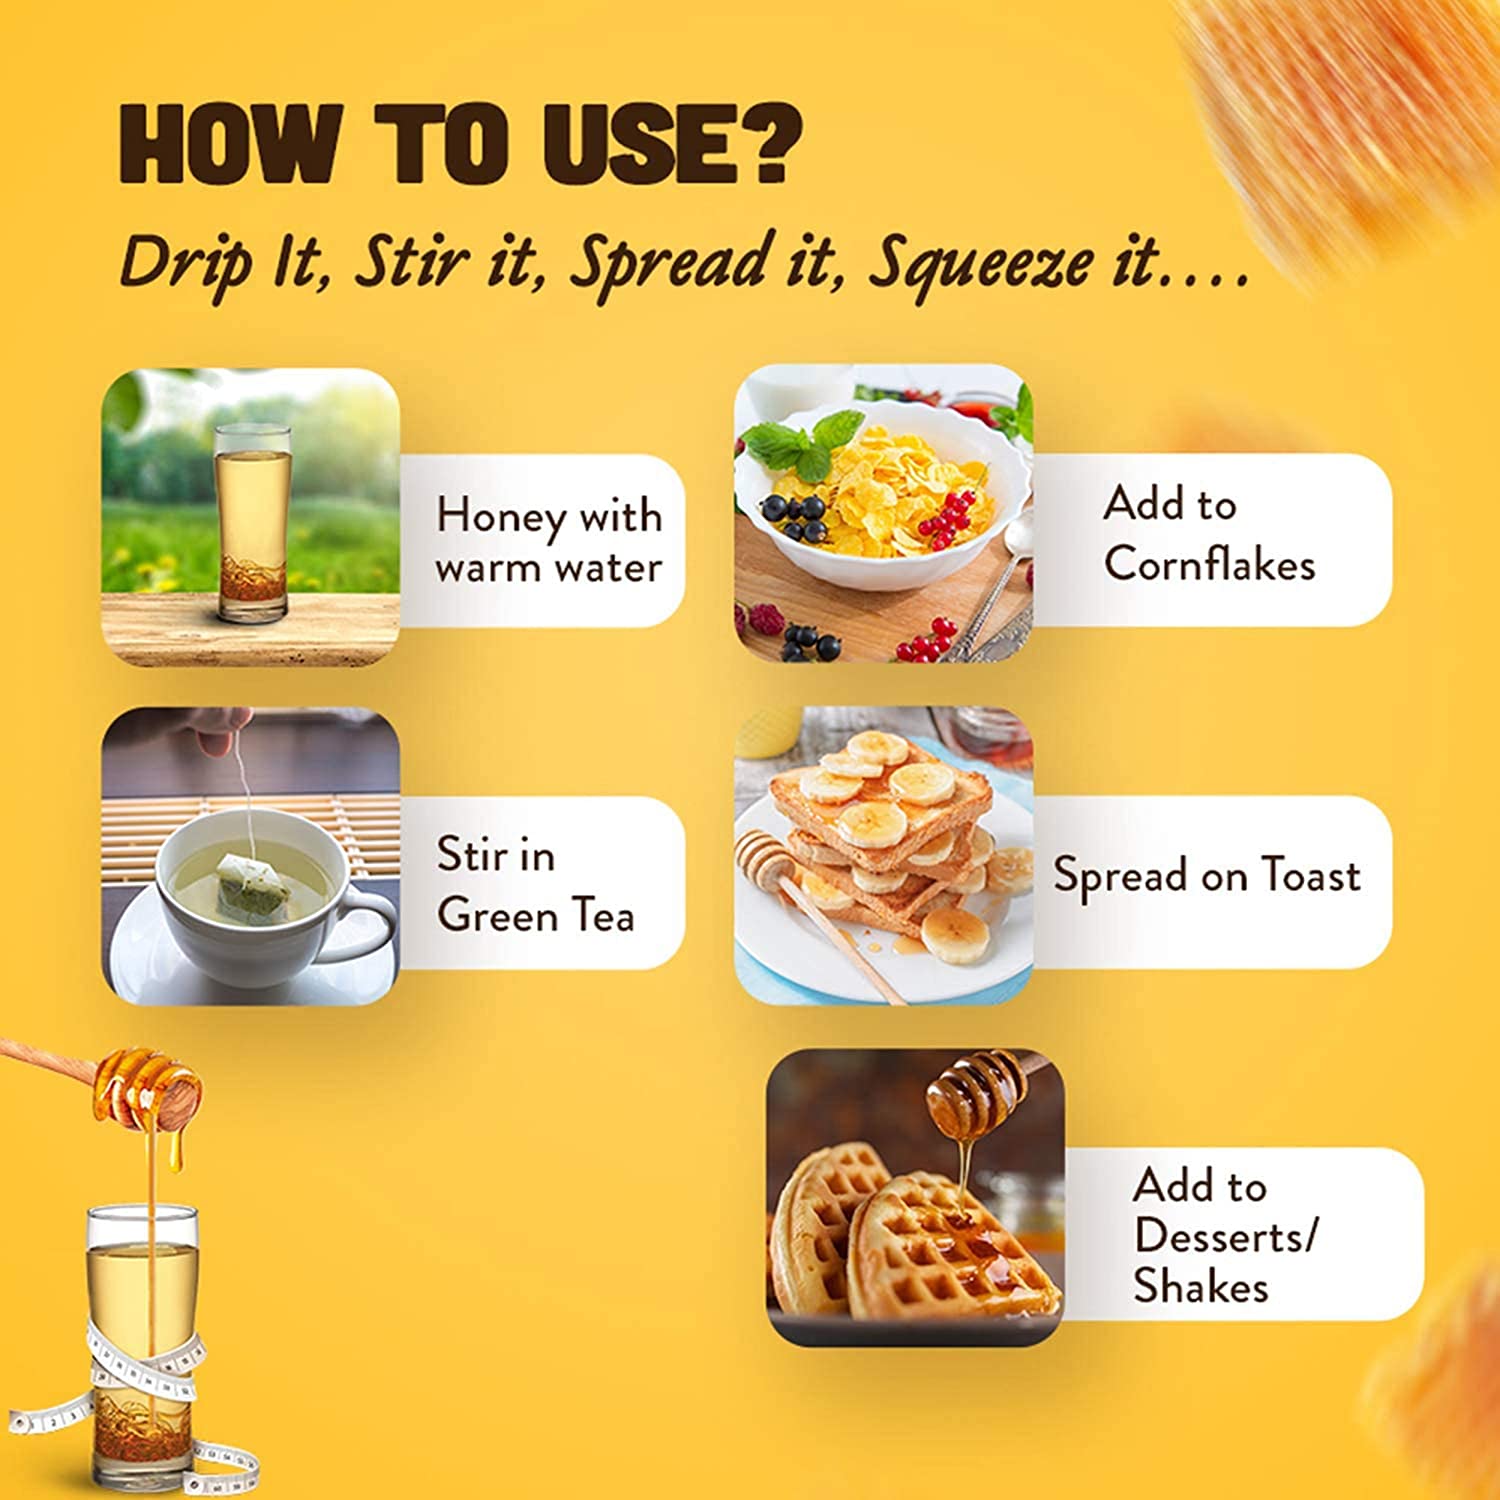 HOW TO USE?
Drip It, Stir it, Spread it, Squeeze it....
Honey with
warm water
Add to
Cornflakes
Stir in
Green Tea
Spread on Toast
Add to
Desserts/
Shakes